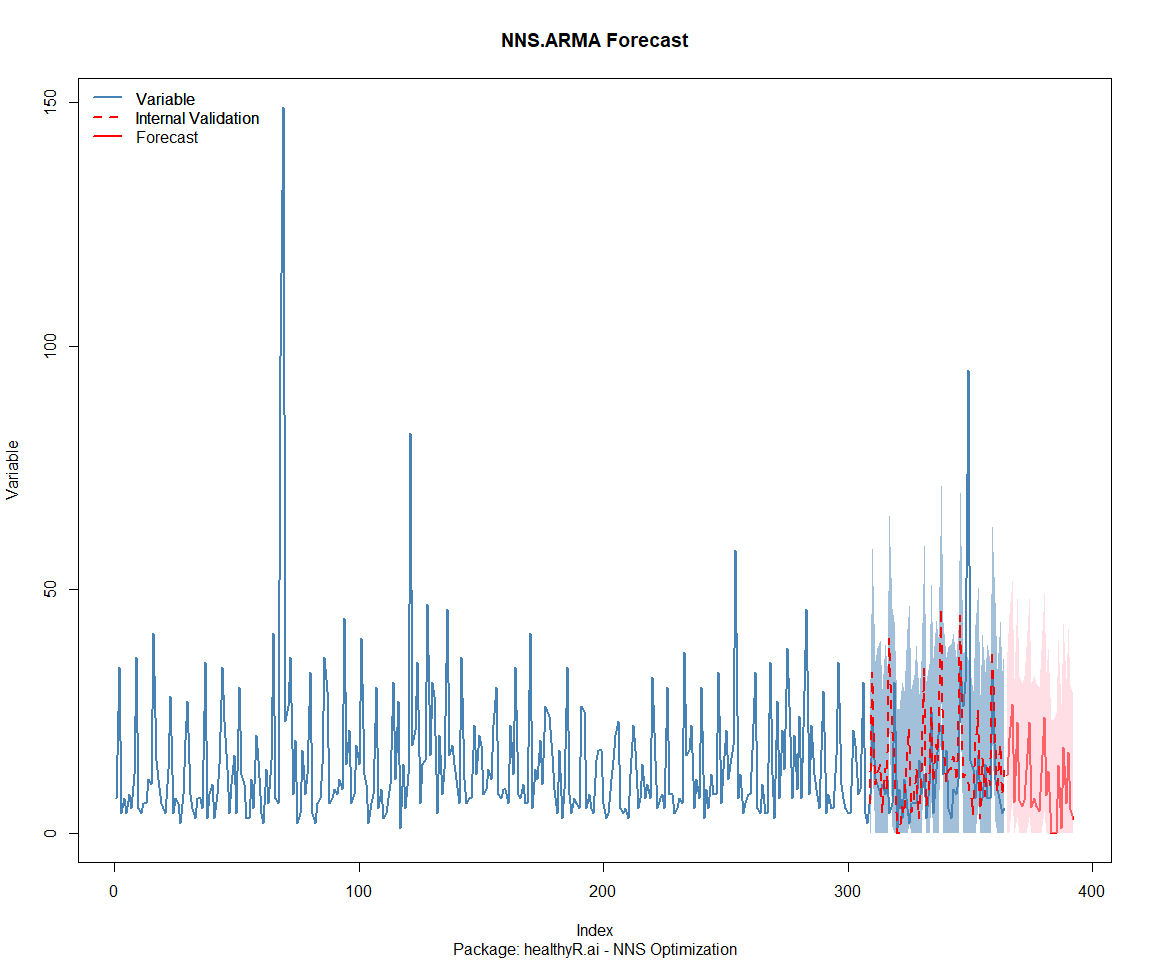 NNS.ARMA Forecast
Variable
Internal Validation
Forecast
150
100
50
0
Variable
0
100
200
300
400
Index
Package: healthyR.ai - NNS Optimization